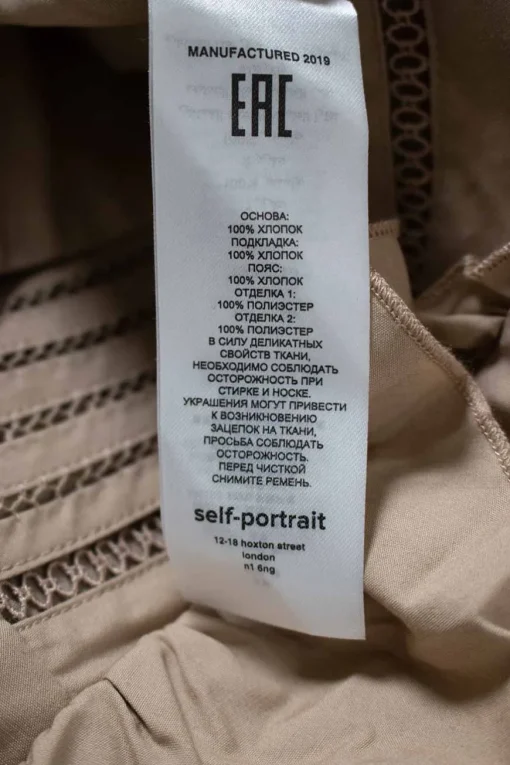 MANUFACTURED 2019
EAC
ОСНОВА:
100% ХЛОПОК
ПОДКЛАДКА:
100% ХЛОПОК
ПОЯС:
100% ХЛОПОК
ОТДЕЛКА 1:
100% ПОЛИЭСТЕР
ОТДЕЛКА 2:
100% ПОЛИЭСТЕР
В СИЛУ ДЕЛИКАТНЫХ
СВОЙСТВ ТКАНИ,
НЕОБХОДИМО СОБЛЮДАТЬ
ОСТОРОЖНОСТЬ ПРИ
СТИРКЕ И НОСКЕ.
УКРАШЕНИЯ МОГУТ ПРИВЕСТИ
К ВОЗНИКНОВЕНИЮ
ЗАЦЕПОК НА ТКАНИ,
ПРОСЬБА СОБЛЮДАТЬ
ОСТОРОЖНОСТЬ.
ПЕРЕД ЧИСТКОЙ
СНИМИТЕ РЕМЕНЬ.
self-portrait
12-18 hoxton street
london
n1 6ng